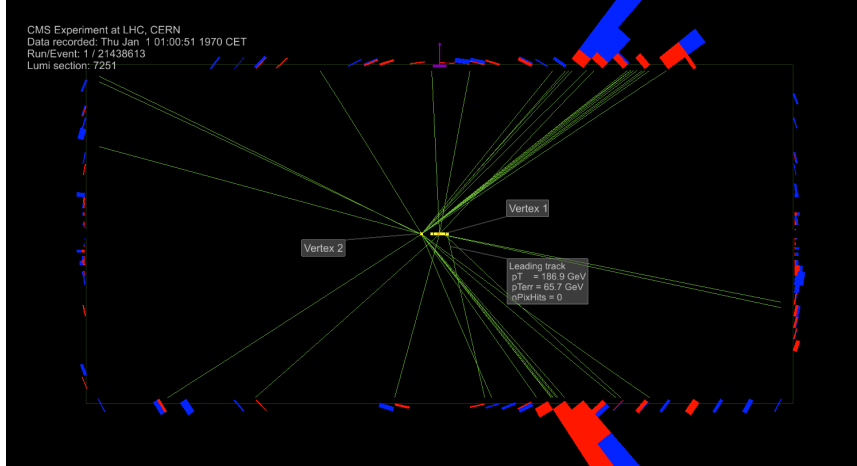 CMS Experiment at LHC, CERN
Data recorded: Thu Jan 1 01:00:51 1970 CET
Run/Event: 1 / 21438613
Lumi section: 7251
Vertex 1
Vertex 2
Leading track
pT = 186.9 GeV
pTerr = 65.7 GeV
nPixHits = 0